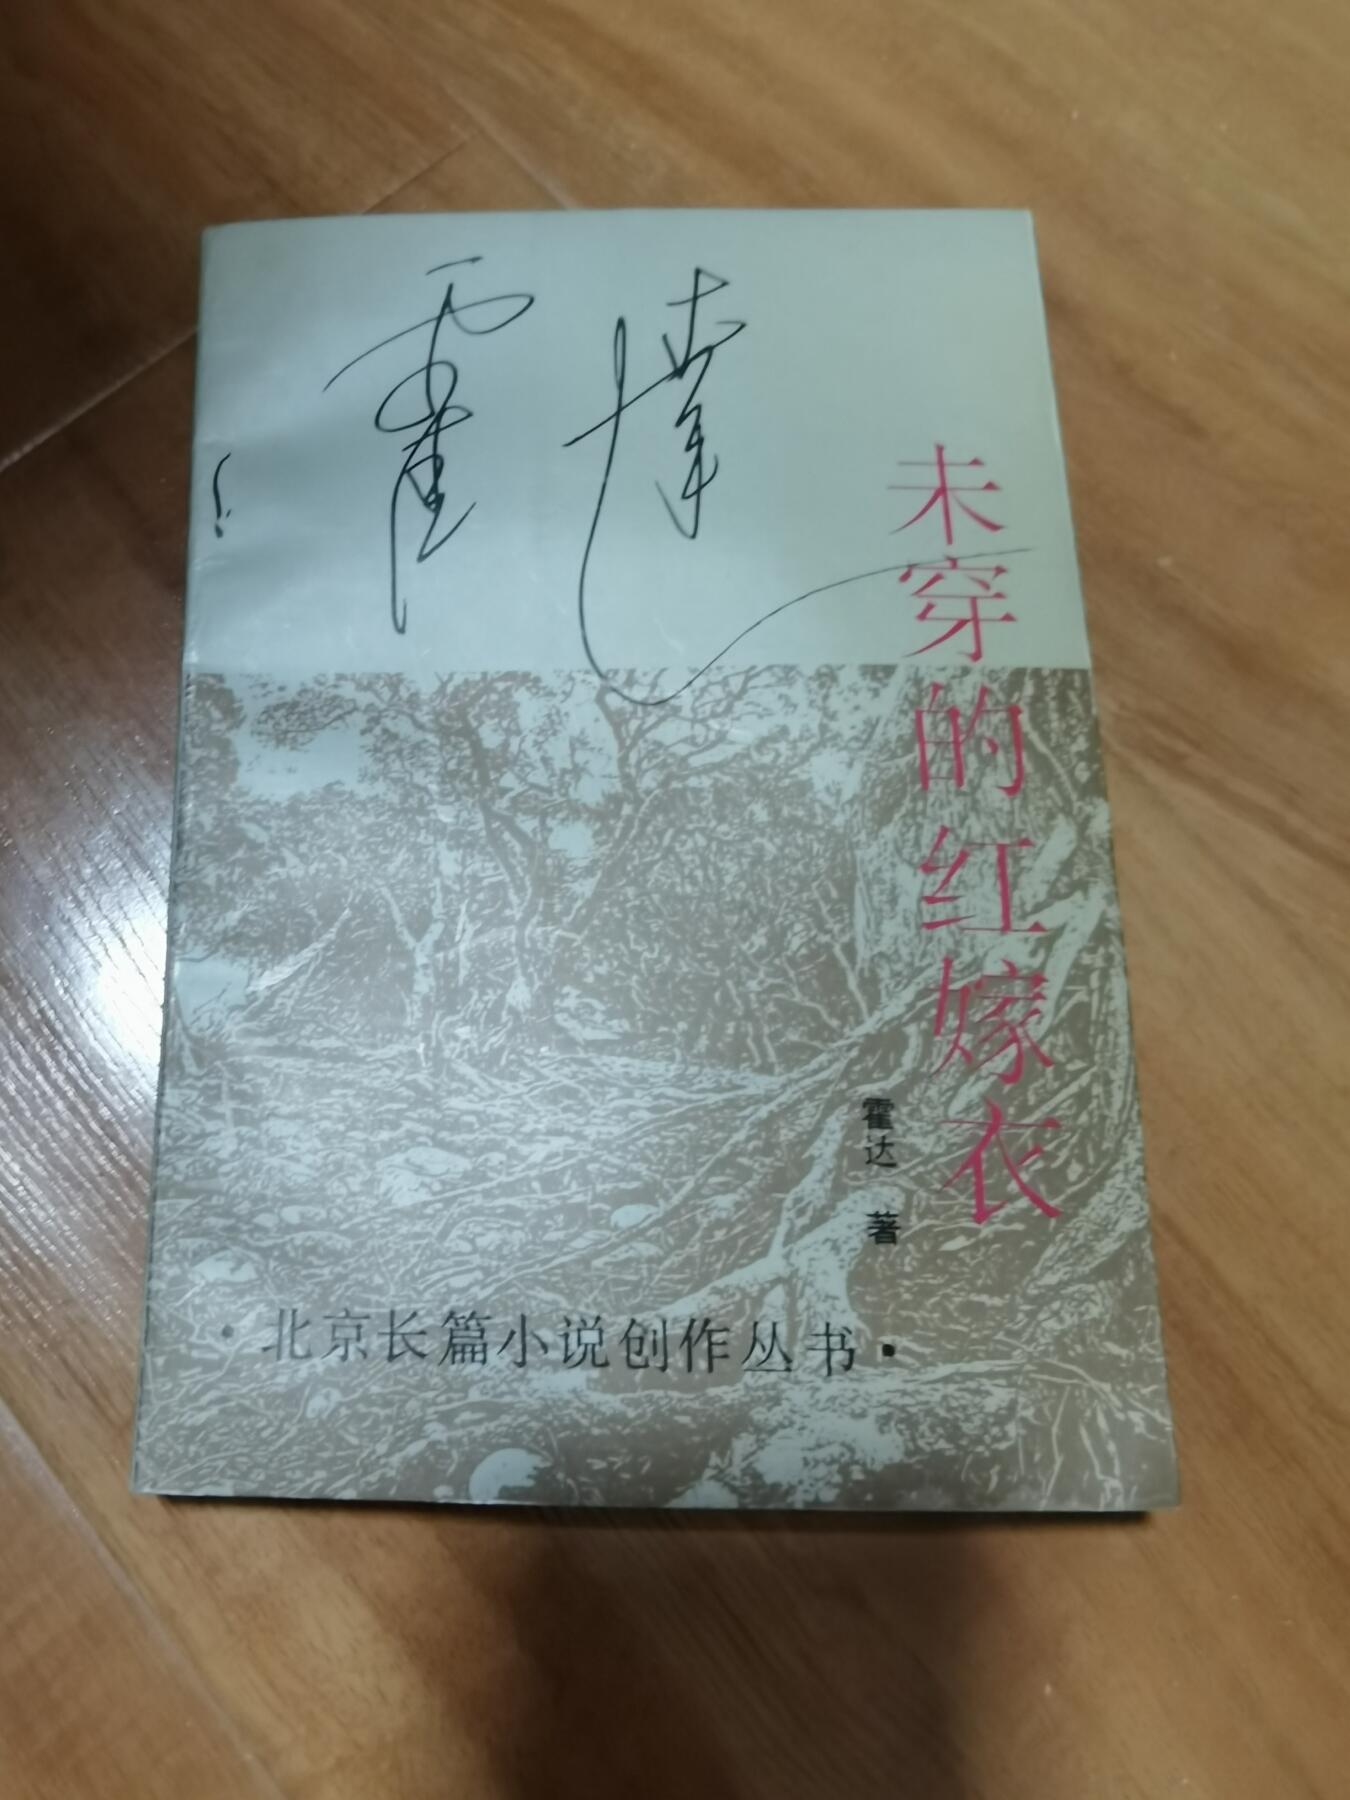 霍達
未穿的红嫁衣
霍达 著
·北京长篇小说创作丛书·